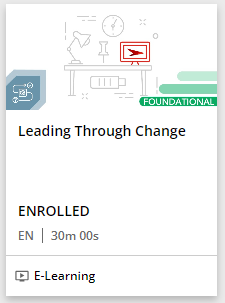 FOUNDATIONAL
Leading Through Change
ENROLLED
EN | 30m 00s
E-Learning